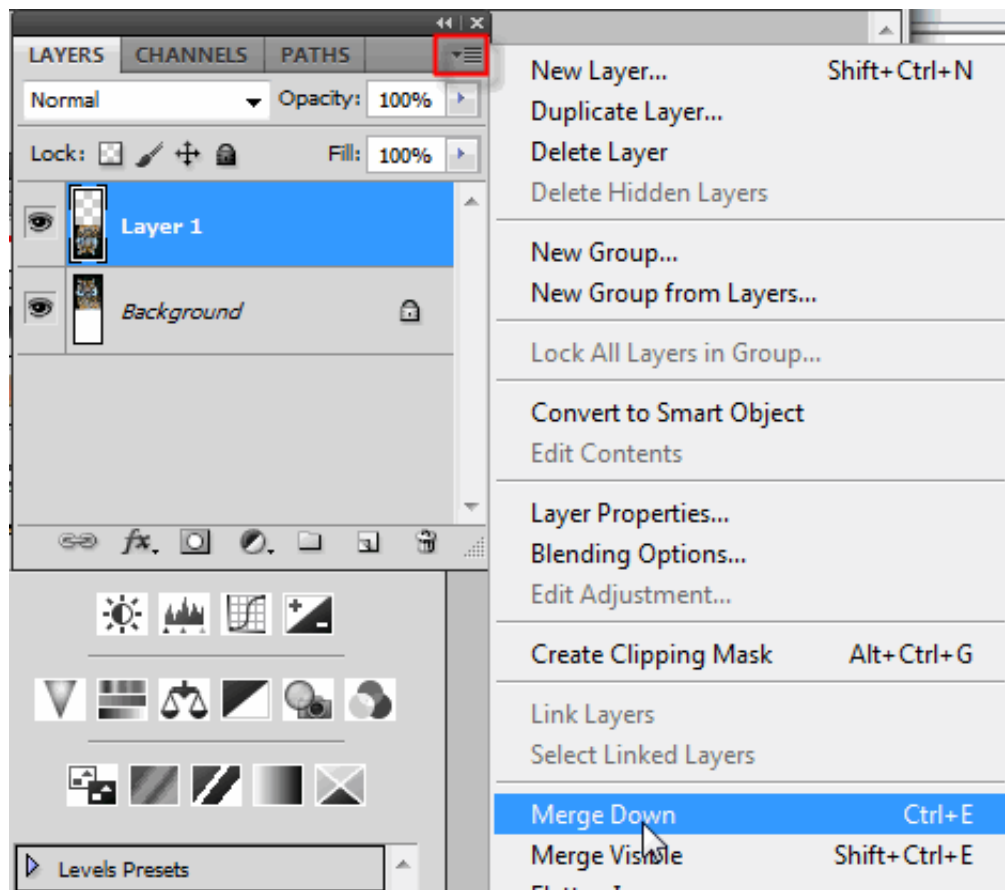 LAYERS CHANNELS PATHS
Normal Opacity: 100%
Lock: Fill: 100%
Layer 1
Background
fx.
Levels Presets
New Layer... Shift+Ctrl+N
Duplicate Layer...
Delete Layer
Delete Hidden Layers
New Group...
New Group from Layers...
Lock All Layers in Group...
Convert to Smart Object
Edit Contents
Layer Properties...
Blending Options...
Edit Adjustment...
Create Clipping Mask Alt+Ctrl+G
Link Layers
Select Linked Layers
Merge Down Ctrl+E
Merge Visible Shift+Ctrl+E